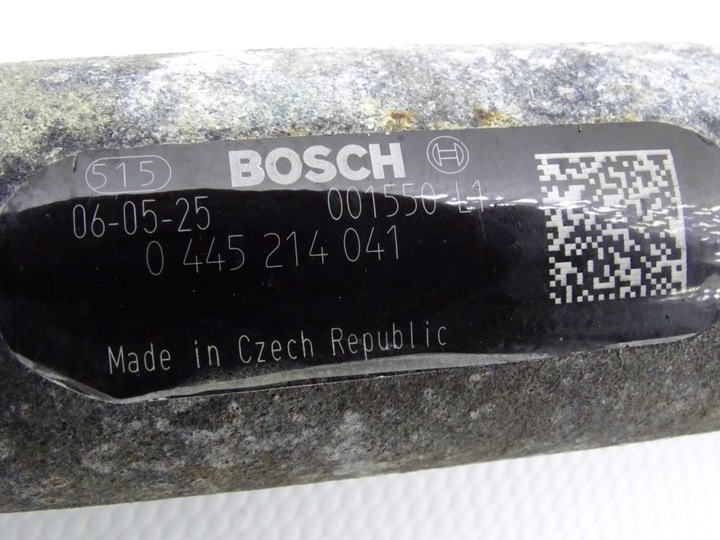 515 BOSCH
06-05-25 001550 L1
0 445 214 041
Made in Czech Republic